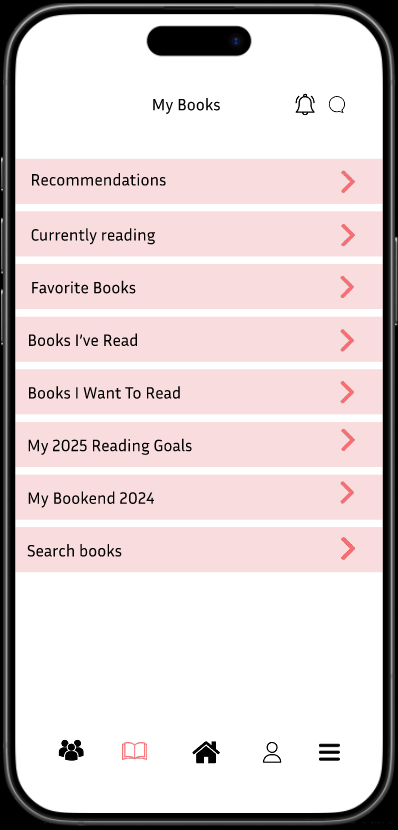 My Books
Recommendations
Currently reading
Favorite Books
Books I've Read
Books I Want To Read
My 2025 Reading Goals
My Bookend 2024
Search books